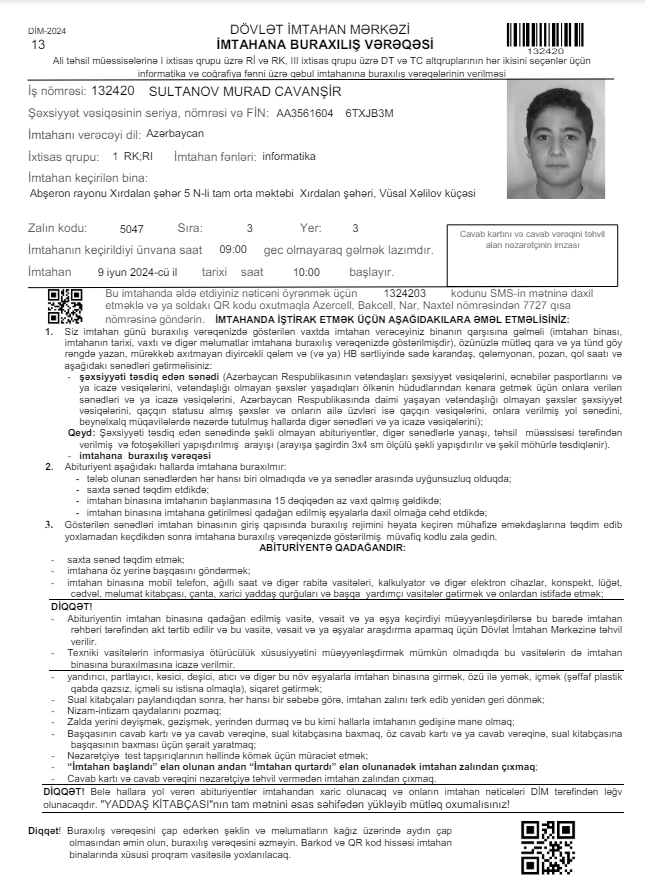 DİM-2024
13
DÖVLƏT İMTAHAN MƏRKƏZİ
İMTAHANA BURAXILIŞ VƏRƏQƏSİ
132420
Ali təhsil müəssisələrinə I ixtisas qrupu üzrə Rİ və RK, III ixtisas qrupu üzrə DT və TC altqruplarının hər ikisini seçənlər üçün
informatika və coğrafiya fənni üzrə qəbul imtahanına buraxılış vərəqələrinin verilməsi
İş nömrəsi: 132420 SULTANOV MURAD CAVANŞİR
Şəxsiyyət vəsiqəsinin seriya, nömrəsi və FİN: AA3561604 6TXJB3M
İmtahanı verəcəyi dil: Azərbaycan
İxtisas qrupu: 1 RK;RI İmtahan fənləri: informatika
İmtahan keçirilən bina:
Abşeron rayonu Xırdalan şəhər 5 N-li tam orta məktəbi Xırdalan şəhəri, Vüsal Xəlilov küçəsi
Zalın kodu: 5047 Sıra: 3 Yer: 3
İmtahanın keçirildiyi ünvana saat 09:00 gec olmayaraq gəlmək lazımdır.
İmtahan 9 iyun 2024-cü il tarixi saat 10:00 başlayır.
Cavab kartını və cavab vərəqini təhvil
alan nəzarətçinin imzası
Bu imtahanda əldə etdiyiniz nəticəni öyrənmək üçün 1324203 kodunu SMS-in mətninə daxil
etməklə və ya soldakı QR kodu oxutmaqla Azercell, Bakcell, Nar, Naxtel nömrəsindən 7727 qısa
nömrəsinə göndərin. İMTAHANDA İŞTİRAK ETMƏK ÜÇÜN AŞAĞIDAKILARA ƏMƏL ETMƏLİSİNİZ:
1. Siz imtahan günü buraxılış vərəqənizdə göstərilən vaxtda imtahan verəcəyiniz binanın qarşısına gəlməli (imtahan binası,
imtahanın tarixi, vaxtı və digər məlumatlar imtahana buraxılış vərəqənizdə göstərilmişdir), özünüzlə mütləq qara və ya tünd göy
rəngdə yazan, mürəkkəb axıtmayan diyircəkli qələm və (və ya) HB sərtliyində sadə karandaş, qələmyonan, pozan, qol saatı və
aşağıdakı sənədləri gətirməlisiniz:
- şəxsiyyəti təsdiq edən sənədi (Azərbaycan Respublikasının vətəndaşları şəxsiyyət vəsiqələrini, əcnəbilər pasportlarını və
ya icazə vəsiqələrini, vətəndaşlığı olmayan şəxslər yaşadıqları ölkənin hüdudlarından kənara getmək üçün onlara verilən
sənədləri və ya icazə vəsiqələrini, Azərbaycan Respublikasında daimi yaşayan vətəndaşlığı olmayan şəxslər şəxsiyyət
vəsiqələrini, qaçqın statusu almış şəxslər və onların ailə üzvləri isə qaçqın vəsiqələrini, onlara verilmiş yol sənədini,
beynəlxalq müqavilələrdə nəzərdə tutulmuş hallarda digər sənədləri və ya icazə vəsiqələrini);
Qeyd: Şəxsiyyəti təsdiq edən sənədində şəkli olmayan abituriyentlər, digər sənədlərlə yanaşı, təhsil müəssisəsi tərəfindən
verilmiş və fotoşəkilləri yapışdırılmış arayışı (arayışa şagirdin 3x4 sm ölçülü şəkli yapışdırılır və şəkil möhürlə təsdiqlənir).
- imtahana buraxılış vərəqəsi
2. Abituriyent aşağıdakı hallarda imtahana buraxılmır:
- tələb olunan sənədlərdən hər hansı biri olmadıqda və ya sənədlər arasında uyğunsuzluq olduqda;
- saxta sənəd təqdim etdikdə;
- imtahan binasına imtahanın başlanmasına 15 dəqiqədən az vaxt qalmış gəldikdə;
- imtahan binasına imtahana gətirilməsi qadağan edilmiş əşyalarla daxil olmağa cəhd etdikdə;
3. Göstərilən sənədləri imtahan binasının giriş qapısında buraxılış rejimini həyata keçirən mühafizə əməkdaşlarına təqdim edib
yoxlamadan keçdikdən sonra imtahana buraxılış vərəqənizdə göstərilmiş müvafiq kodlu zala gedin.
ABİTURİYENTƏ QADAĞANDIR:
- saxta sənəd təqdim etmək;
- imtahana öz yerinə başqasını göndərmək;
- imtahan binasına mobil telefon, ağıllı saat və digər rabitə vasitələri, kalkulyator və digər elektron cihazlar, konspekt, lüğət,
cədvəl, məlumat kitabçası, çanta, xarici yaddaş qurğuları və başqa yardımçı vasitələr gətirmək və onlardan istifadə etmək;
DİQQƏT!
- Abituriyentin imtahan binasına qadağan edilmiş vasitə, vəsait və ya əşya keçirdiyi müəyyənləşdirilərsə bu barədə imtahan
rəhbəri tərəfindən akt tərtib edilir və bu vasitə, vəsait və ya əşyalar araşdırma aparmaq üçün Dövlət İmtahan Mərkəzinə təhvil
verilir.
- Texniki vasitələrin informasiya ötürücülük xüsusiyyətini müəyyənləşdirmək mümkün olmadıqda bu vasitələrin də imtahan
binasına buraxılmasına icazə verilmir.
- yandırıcı, partlayıcı, kəsici, deşici, atıcı və digər bu növ əşyalarla imtahan binasına girmək, özü ilə yemək, içmək (şəffaf plastik
qabda qazsız, içməli su istisna olmaqla), siqaret gətirmək;
- Sual kitabçaları paylandıqdan sonra, hər hansı bir səbəbə görə, imtahan zalını tərk edib yenidən geri dönmək;
- Nizam-intizam qaydalarını pozmaq;
- Zalda yerini dəyişmək, gəzişmək, yerindən durmaq və bu kimi hallarla imtahanın gedişinə mane olmaq;
- Başqasının cavab kartı və ya cavab vərəqinə, sual kitabçasına baxmaq, öz cavab kartı və ya cavab vərəqinə, sual kitabçasına
başqasının baxması üçün şərait yaratmaq;
- Nəzarətçiyə test tapşırıqlarının həllində kömək üçün müraciət etmək;
- “İmtahan başlandı” elan olunan andan “İmtahan qurtardı” elan olunanadək imtahan zalından çıxmaq;
- Cavab kartı və cavab vərəqini nəzarətçiyə təhvil vermədən imtahan zalından çıxmaq.
DİQQƏT! Belə hallara yol verən abituriyentlər imtahandan xaric olunacaq və onların imtahan nəticələri DİM tərəfindən ləğv
olunacaqdır. "YADDAŞ KİTABÇASI"nın tam mətnini əsas səhifədən yükləyib mütləq oxumalısınız!
Diqqət! Buraxılış vərəqəsini çap edərkən şəklin və məlumatların kağız üzərində aydın çap
olmasından əmin olun, buraxılış vərəqəsini əzməyin. Barkod və QR kod hissəsi imtahan
binalarında xüsusi proqram vasitəsilə yoxlanılacaq.